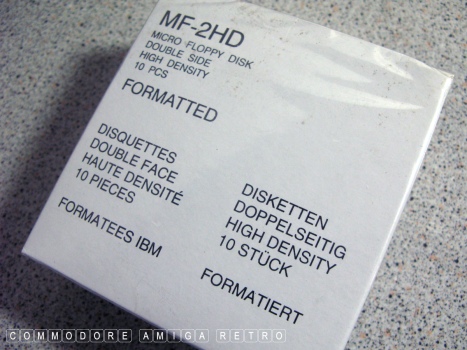 MF-2HD
MICRO FLOPPY DISK
DOUBLE SIDE
HIGH DENSITY
10 PCS
FORMATTED
DISQUETTES
DOUBLE FACE
HAUTE DENSITÉ
10 PIECES
FORMATEES IBM
DISKETTEN
DOPPELSEITIG
HIGH DENSITY
10 STÜCK
FORMATIERT
COMMODORE AMIGA RETRO